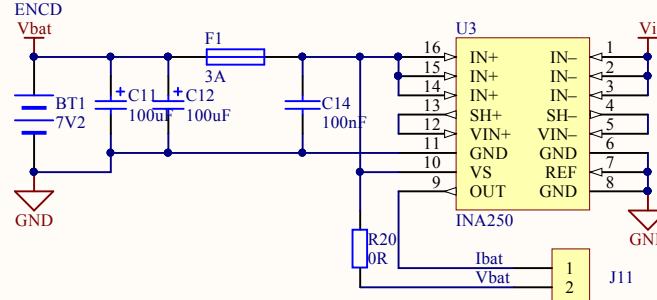 ENCD
Vbat
F1
3A
BT1
7V2
C11
100uF
C12
100uF
C14
100nF
GND
U3
16 IN+ IN– 1
15 IN+ IN– 2
14 IN+ IN– 3
13 SH+ SH– 4
12 VIN+ VIN– 5
11 GND GND 6
10 VS REF 7
9 OUT GND 8
INA250
R20
0R
Ibat 1
Vbat 2
J11